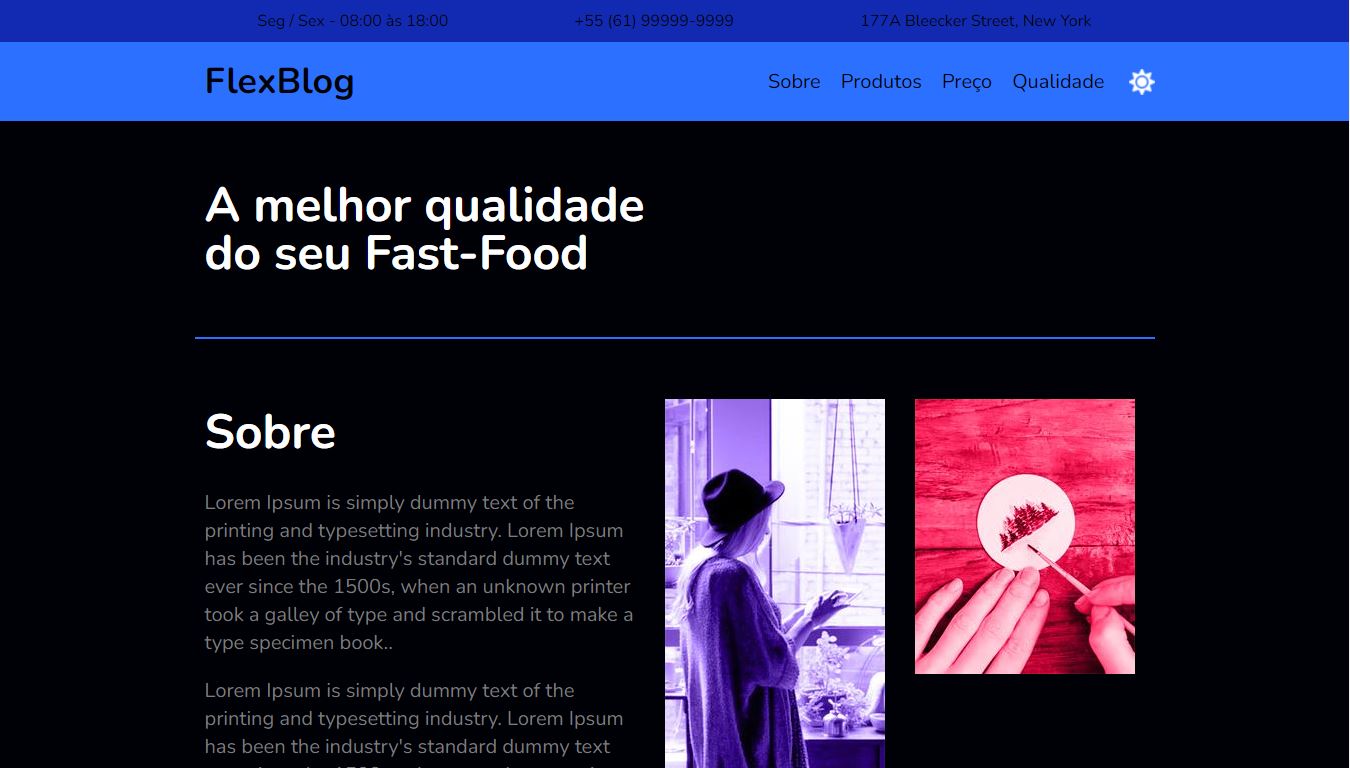 Seg / Sex - 08:00 às 18:00
+55 (61) 99999-9999
177A Bleecker Street, New York
FlexBlog
Sobre
Produtos
Preço
Qualidade
A melhor qualidade
do seu Fast-Food
Sobre
Lorem Ipsum is simply dummy text of the
printing and typesetting industry. Lorem Ipsum
has been the industry's standard dummy text
ever since the 1500s, when an unknown printer
took a galley of type and scrambled it to make a
type specimen book..
Lorem Ipsum is simply dummy text of the
printing and typesetting industry. Lorem Ipsum
has been the industry's standard dummy text